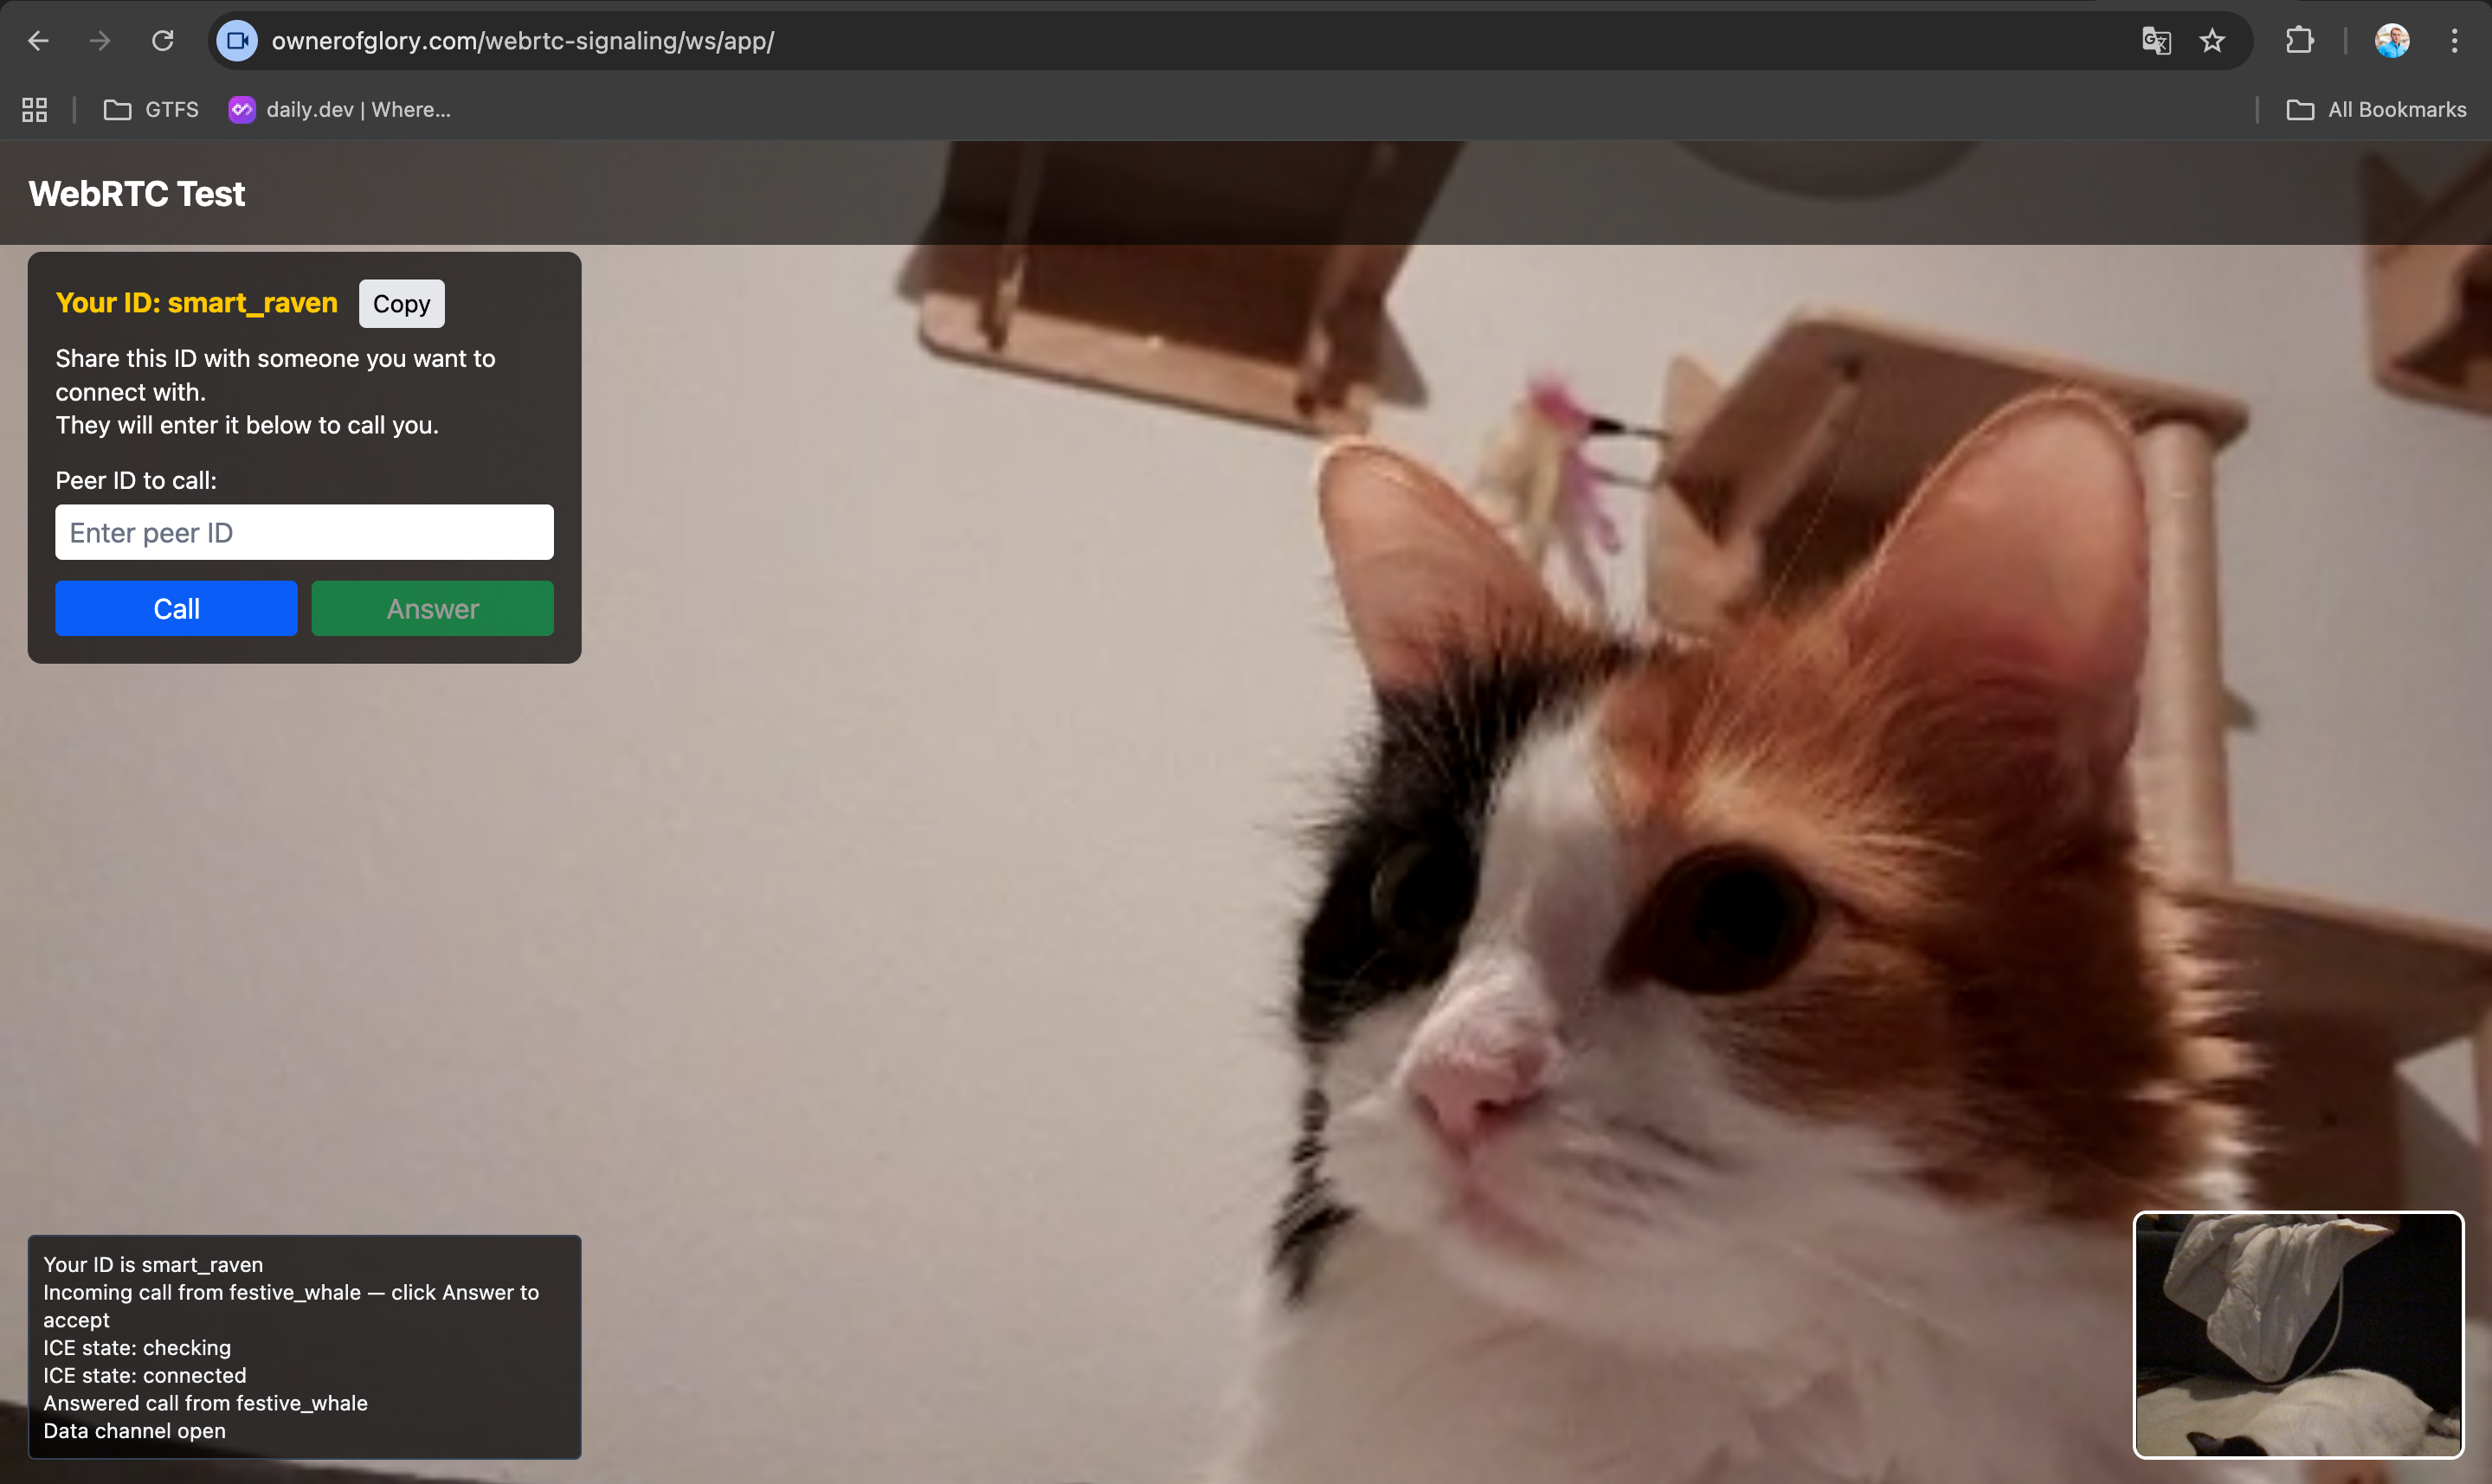 ownerofglory.com/webrtc-signaling/ws/app/
GTFS
daily.dev | Where...
All Bookmarks
WebRTC Test
Your ID: smart_raven
Copy
Share this ID with someone you want to
connect with.
They will enter it below to call you.
Peer ID to call:
Enter peer ID
Call
Answer
Your ID is smart_raven
Incoming call from festive_whale — click Answer to
accept
ICE state: checking
ICE state: connected
Answered call from festive_whale
Data channel open